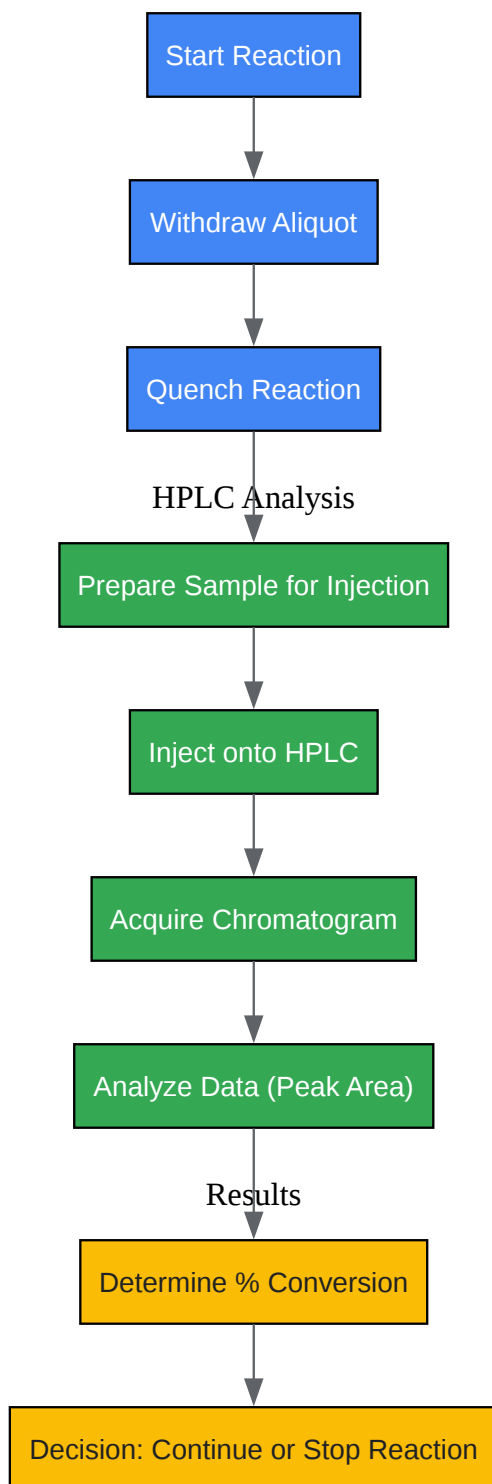 Start Reaction
Withdraw Aliquot
Quench Reaction
HPLC Analysis
Prepare Sample for Injection
Inject onto HPLC
Acquire Chromatogram
Analyze Data (Peak Area)
Results
Determine % Conversion
Decision: Continue or Stop Reaction